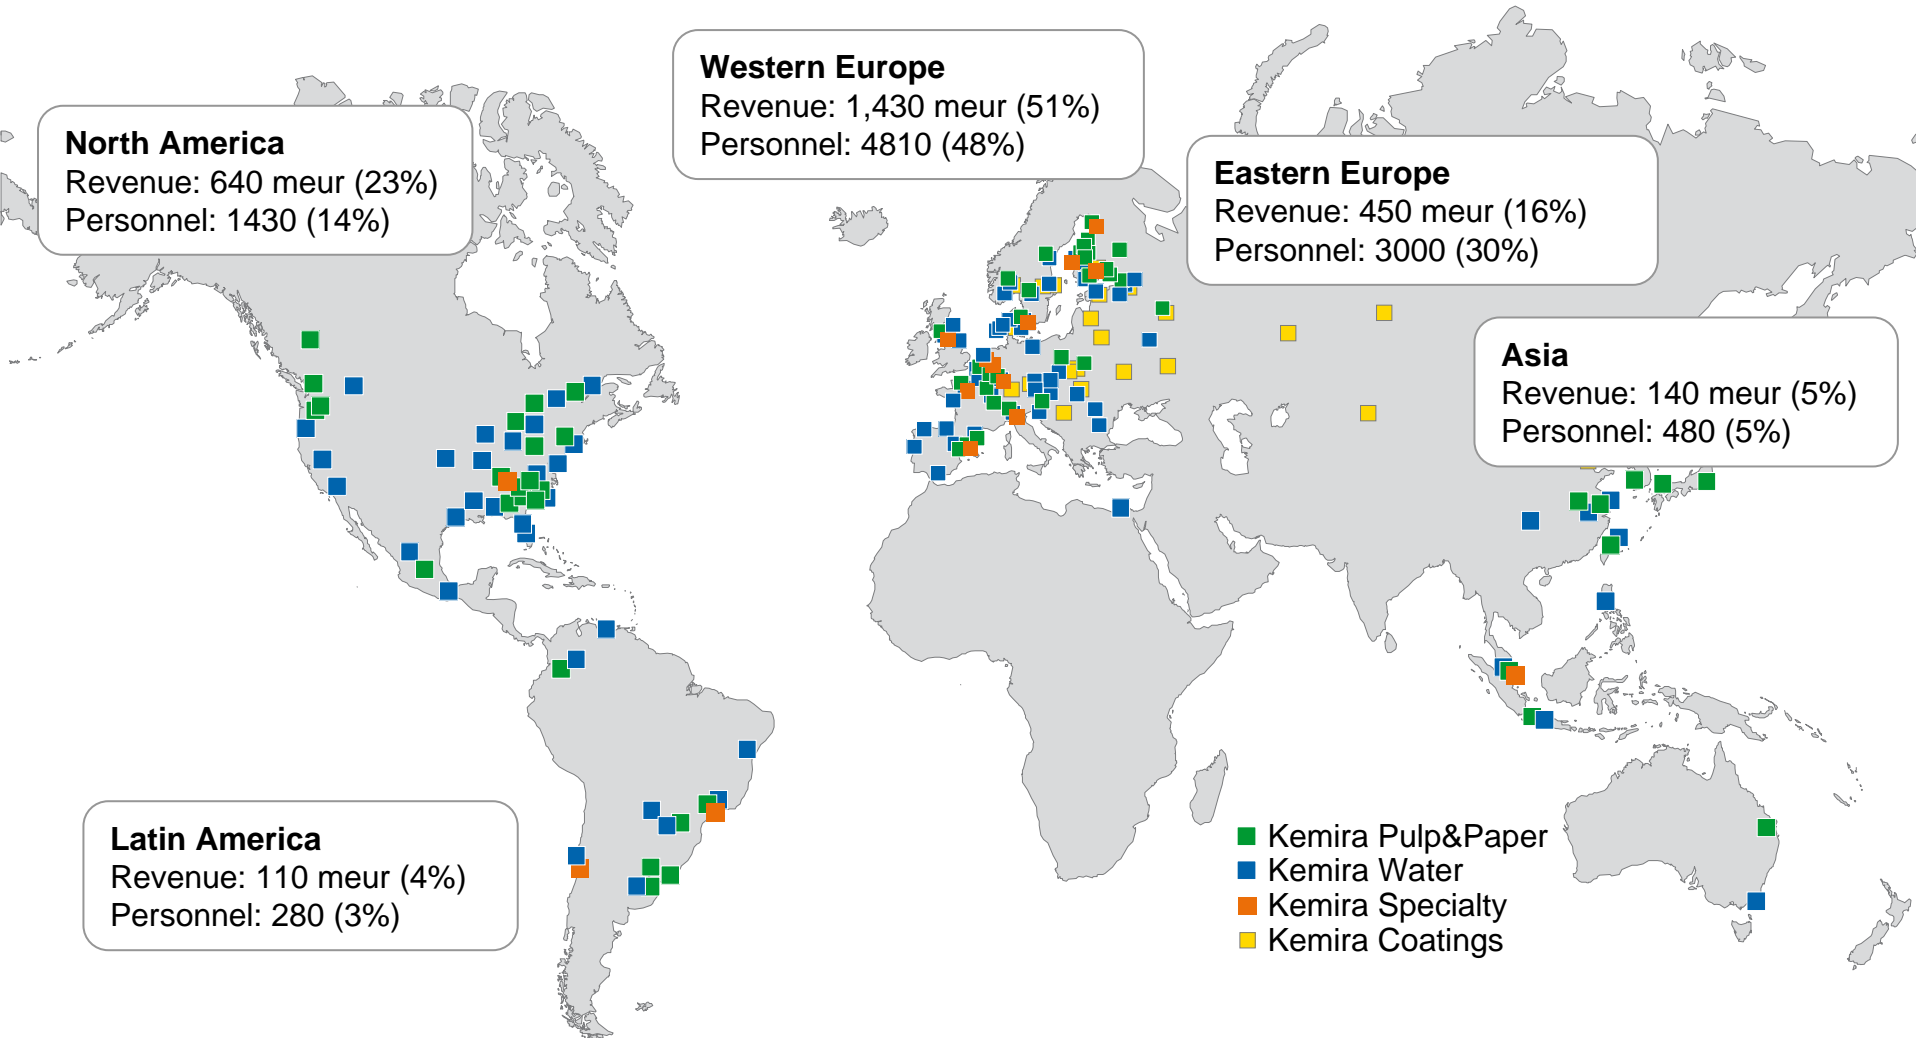 Western Europe
Revenue: 1,430 meur (51%)
Personnel: 4810 (48%)
North America
Revenue: 640 meur (23%)
Personnel: 1430 (14%)
Eastern Europe
Revenue: 450 meur (16%)
Personnel: 3000 (30%)
Asia
Revenue: 140 meur (5%)
Personnel: 480 (5%)
Latin America
Revenue: 110 meur (4%)
Personnel: 280 (3%)
Kemira Pulp&Paper
Kemira Water
Kemira Specialty
Kemira Coatings